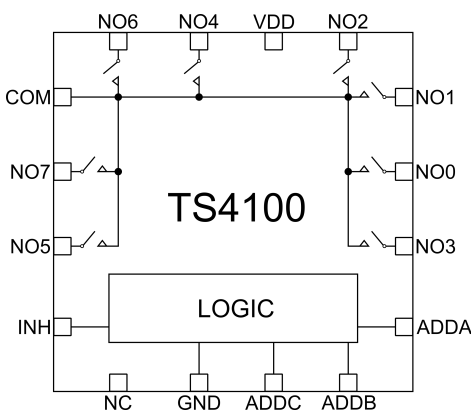 NO6 NO4 VDD NO2
COM NO1
NO7 NO0
TS4100
NO5 NO3
LOGIC
INH ADDA
NC GND ADDC ADDB